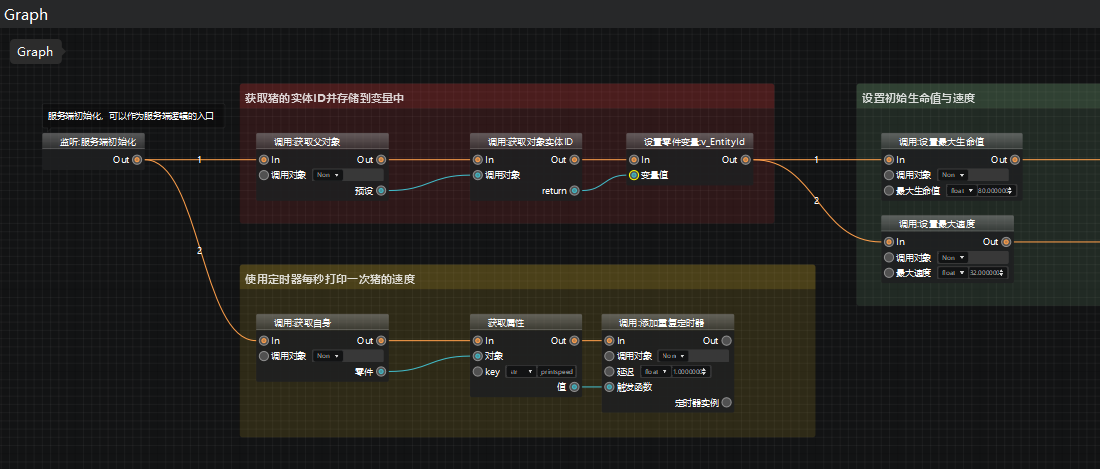 Graph
Graph
获取猪的实体ID并存储到变量中
设置初始生命值与速度
服务端初始化，可以作为服务端逻辑的入口
监听:服务端初始化
Out
1
2
调用:获取父对象
In
Out
调用对象
Non
预设
调用:获取对象实体ID
In
Out
调用对象
return
设置零件变量:v_EntityId
In
Out
变量值
1
2
调用:设置最大生命值
In
Out
调用对象
Non
最大生命值
float
80.000000
调用:设置最大速度
In
Out
调用对象
Non
最大速度
float
32.000000
使用定时器每秒打印一次猪的速度
调用:获取自身
In
Out
调用对象
Non
零件
获取属性
In
Out
对象
key
str
printspeed
值
调用:添加重复定时器
In
Out
调用对象
Non
延迟
float
1.0000000
触发函数
定时器实例